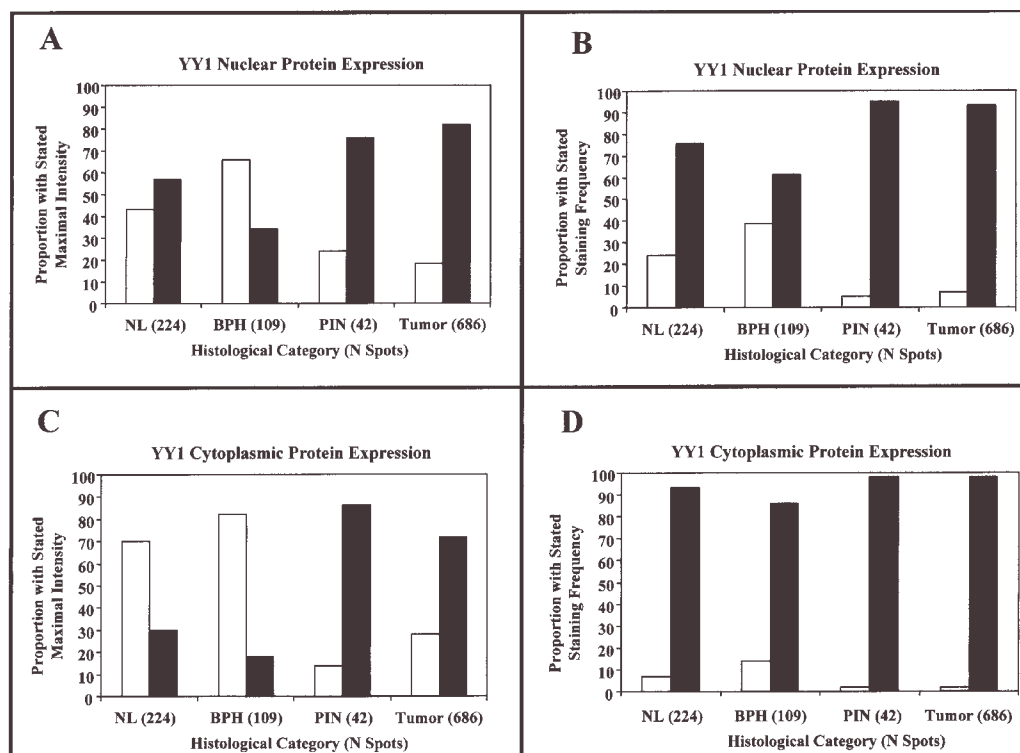 A
YY1 Nuclear Protein Expression
Proportion with Stated
Maximal Intensity
100
90
80
70
60
50
40
30
20
10
0
NL (224) BPH (109) PIN (42) Tumor (686)
Histological Category (N Spots)
B
YY1 Nuclear Protein Expression
Proportion with Stated
Staining Frequency
100
90
80
70
60
50
40
30
20
10
0
NL (224) BPH (109) PIN (42) Tumor (686)
Histological Category (N Spots)
C
YY1 Cytoplasmic Protein Expression
Proportion with Stated
Maximal Intensity
100
90
80
70
60
50
40
30
20
10
0
NL (224) BPH (109) PIN (42) Tumor (686)
Histological Category (N Spots)
D
YY1 Cytoplasmic Protein Expression
Proportion with Stated
Staining Frequency
100
90
80
70
60
50
40
30
20
10
0
NL (224) BPH (109) PIN (42) Tumor (686)
Histological Category (N Spots)